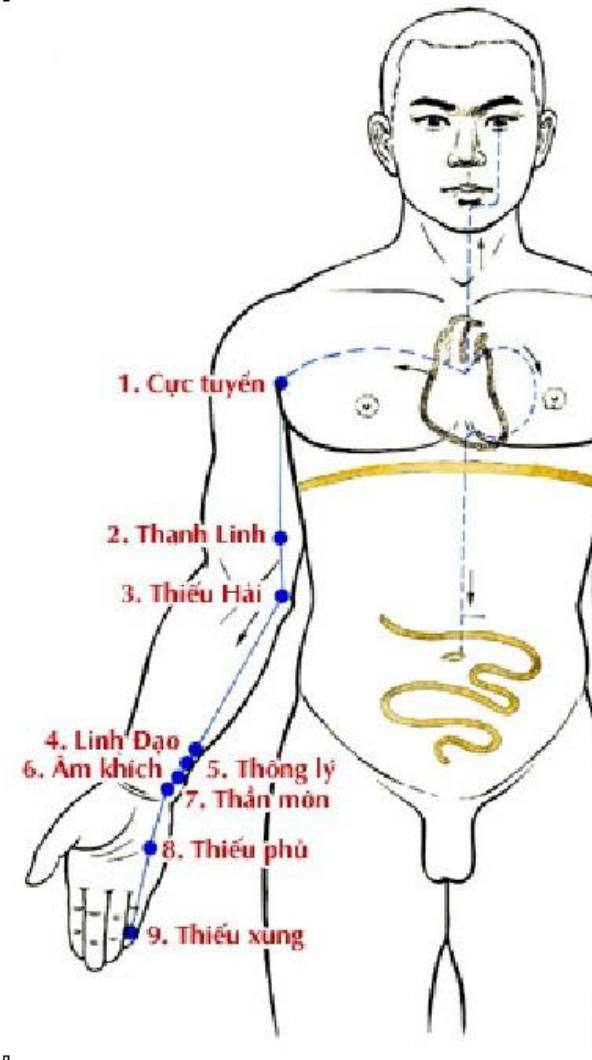 1. Cực tuyển
2. Thanh Linh
3. Thiếu Hải
4. Linh Đạo
5. Thông lý
6. Âm khích
7. Thần môn
8. Thiếu phủ
9. Thiếu xung